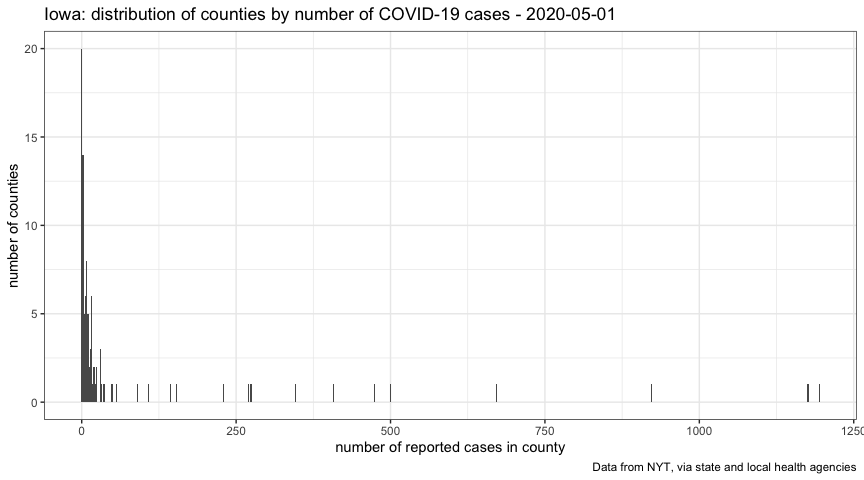 Iowa: distribution of counties by number of COVID-19 cases - 2020-05-01
20
15
10
5
0
number of counties
0 250 500 750 1000 1250
number of reported cases in county
Data from NYT, via state and local health agencies